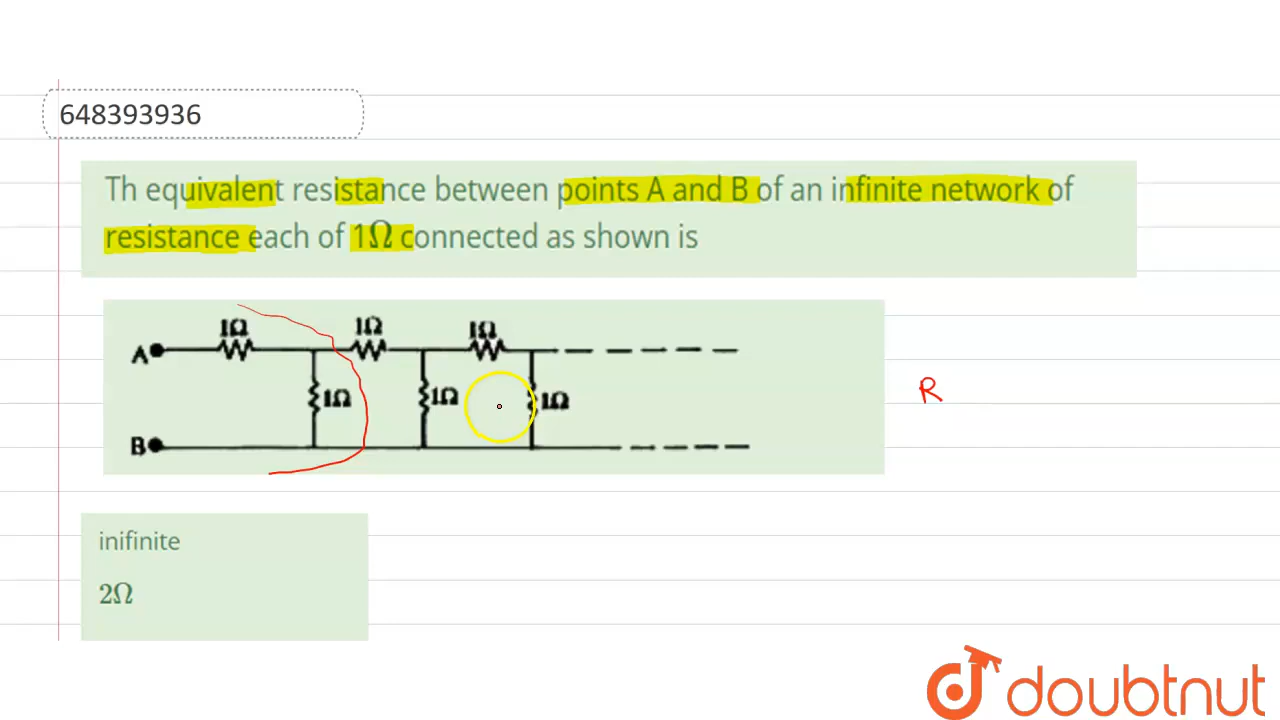 648393936
Th equivalent resistance between points A and B of an infinite network of
resistance each of 1Ω connected as shown is
1Ω 1Ω 1Ω
A
1Ω 1Ω 1Ω
B
R
inifinite
2Ω
doubtnut